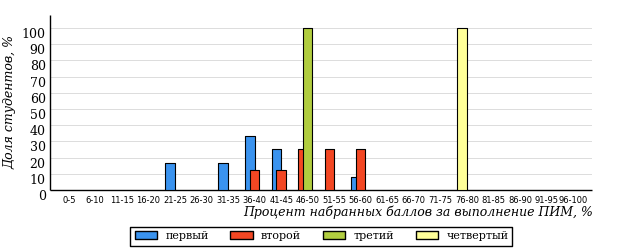 Доля студентов, %
100
90
80
70
60
50
40
30
20
10
0
0-5 6-10 11-15 16-20 21-25 26-30 31-35 36-40 41-45 46-50 51-55 56-60 61-65 66-70 71-75 76-80 81-85 86-90 91-95 96-100
Процент набранных баллов за выполнение ПИМ, %
первый второй третий четвертый